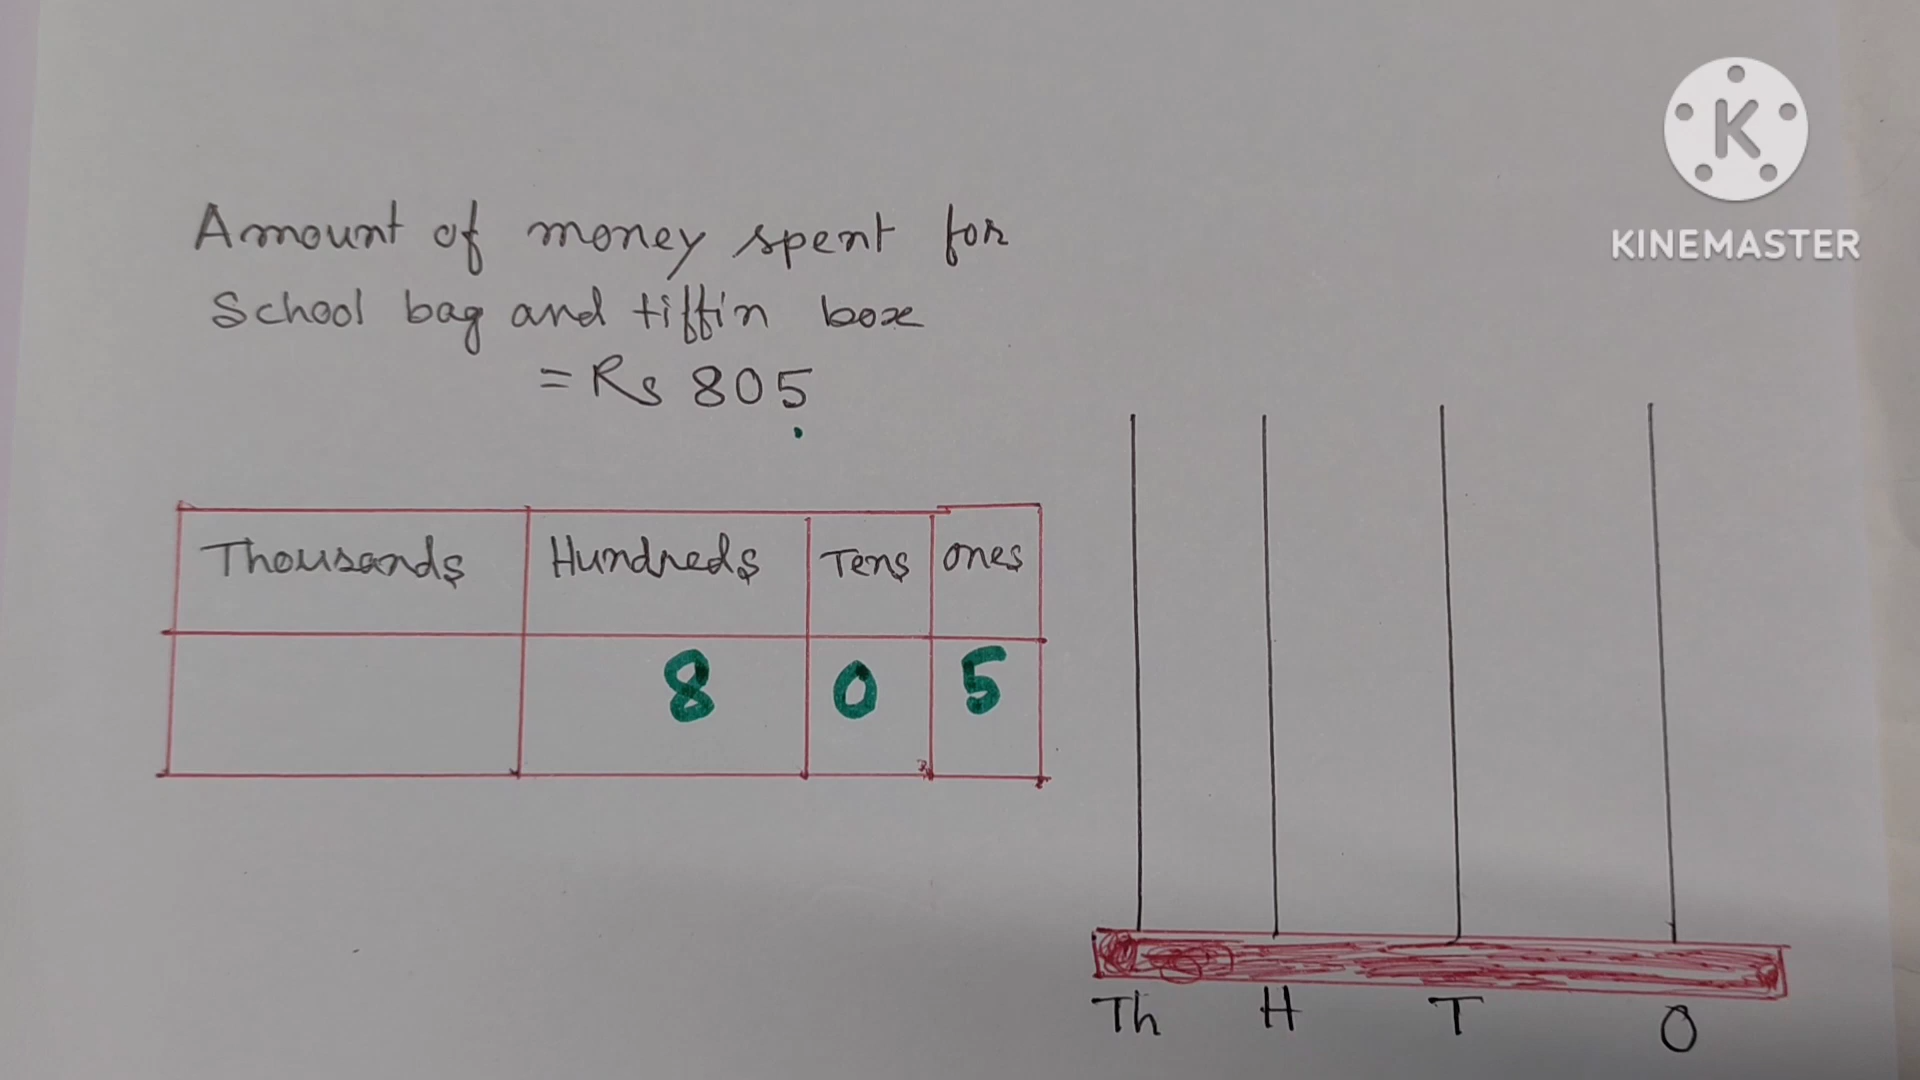 Amount of money spent for
School bag and tiffin box
= Rs 805
Thousands Hundreds Tens Ones
8 0 5
Th H T O
K
KINEMASTER